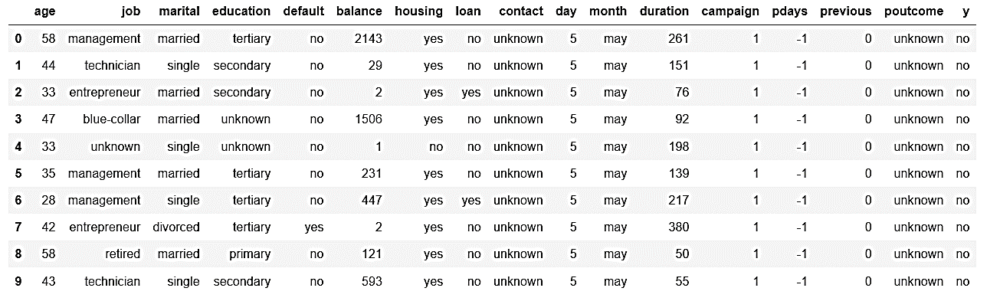 age job marital education default balance housing loan contact day month duration campaign pdays previous poutcome y
0 58 management married tertiary no 2143 yes no unknown 5 may 261 1 -1 0 unknown no
1 44 technician single secondary no 29 yes no unknown 5 may 151 1 -1 0 unknown no
2 33 entrepreneur married secondary no 2 yes yes unknown 5 may 76 1 -1 0 unknown no
3 47 blue-collar married unknown no 1506 yes no unknown 5 may 92 1 -1 0 unknown no
4 33 unknown single unknown no 1 no no unknown 5 may 198 1 -1 0 unknown no
5 35 management married tertiary no 231 yes no unknown 5 may 139 1 -1 0 unknown no
6 28 management single tertiary no 447 yes yes unknown 5 may 217 1 -1 0 unknown no
7 42 entrepreneur divorced tertiary yes 2 yes no unknown 5 may 380 1 -1 0 unknown no
8 58 retired married primary no 121 yes no unknown 5 may 50 1 -1 0 unknown no
9 43 technician single secondary no 593 yes no unknown 5 may 55 1 -1 0 unknown no